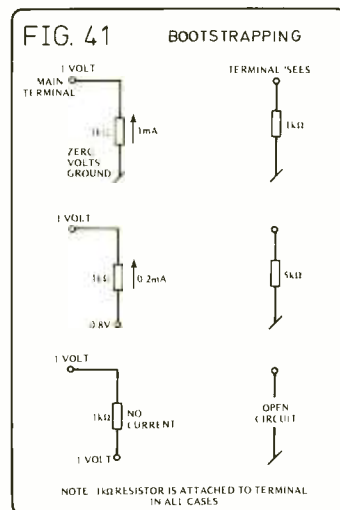 FIG. 41 BOOTSTRAPPING
1 VOLT
MAIN
TERMINAL
1kΩ
1mA
ZERO
VOLTS
GROUND
TERMINAL 'SEES
1kΩ
1 VOLT
1kΩ
0.2mA
0.8V
5kΩ
1 VOLT
1kΩ
NO
CURRENT
1 VOLT
OPEN
CIRCUIT
NOTE 1kΩ RESISTOR IS ATTACHED TO TERMINAL
IN ALL CASES